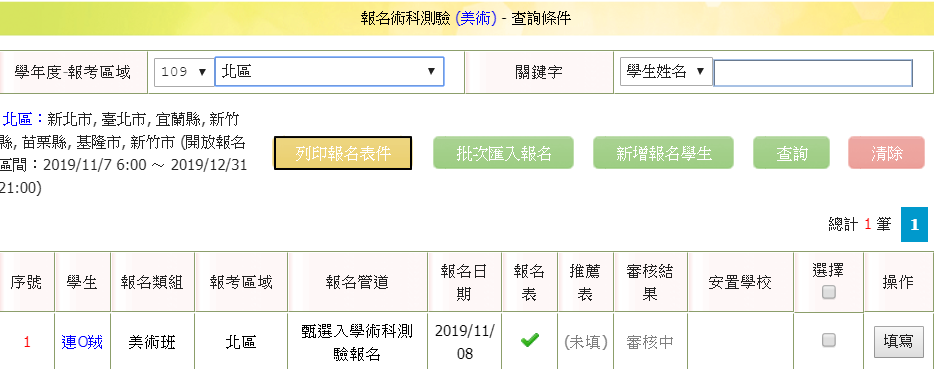 報名術科測驗 (美術) - 查詢條件
學年度-報考區域 109 北區 關鍵字 學生姓名
北區：新北市, 臺北市, 宜蘭縣, 新竹
縣, 苗栗縣, 基隆市, 新竹市 (開放報名
區間：2019/11/7 6:00 ～ 2019/12/31
21:00)
列印報名表件 批次匯入報名 新增報名學生 查詢 清除
總計 1 筆 1
序號 學生 報名類組 報考區域 報名管道 報名日期 報名表 推薦表 審核結果 安置學校 選擇 操作
1 連O羢 美術班 北區 甄選入學術科測驗報名 2019/11/08 (未填) 審核中 填寫